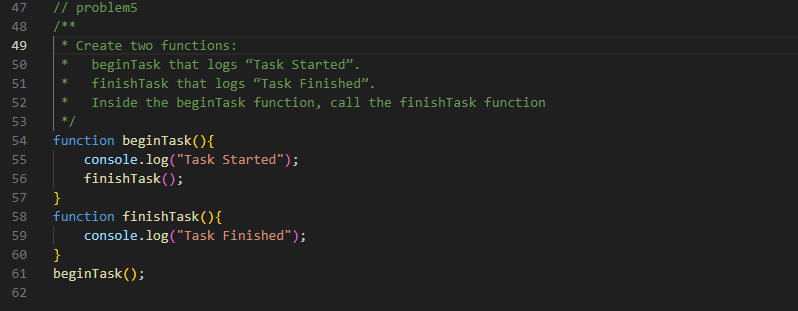 47 // problem5
48 /**
49 * Create two functions:
50 *   beginTask that logs “Task Started”.
51 *   finishTask that logs “Task Finished”.
52 *   Inside the beginTask function, call the finishTask function
53 */
54 function beginTask(){
55     console.log("Task Started");
56     finishTask();
57 }
58 function finishTask(){
59     console.log("Task Finished");
60 }
61 beginTask();
62